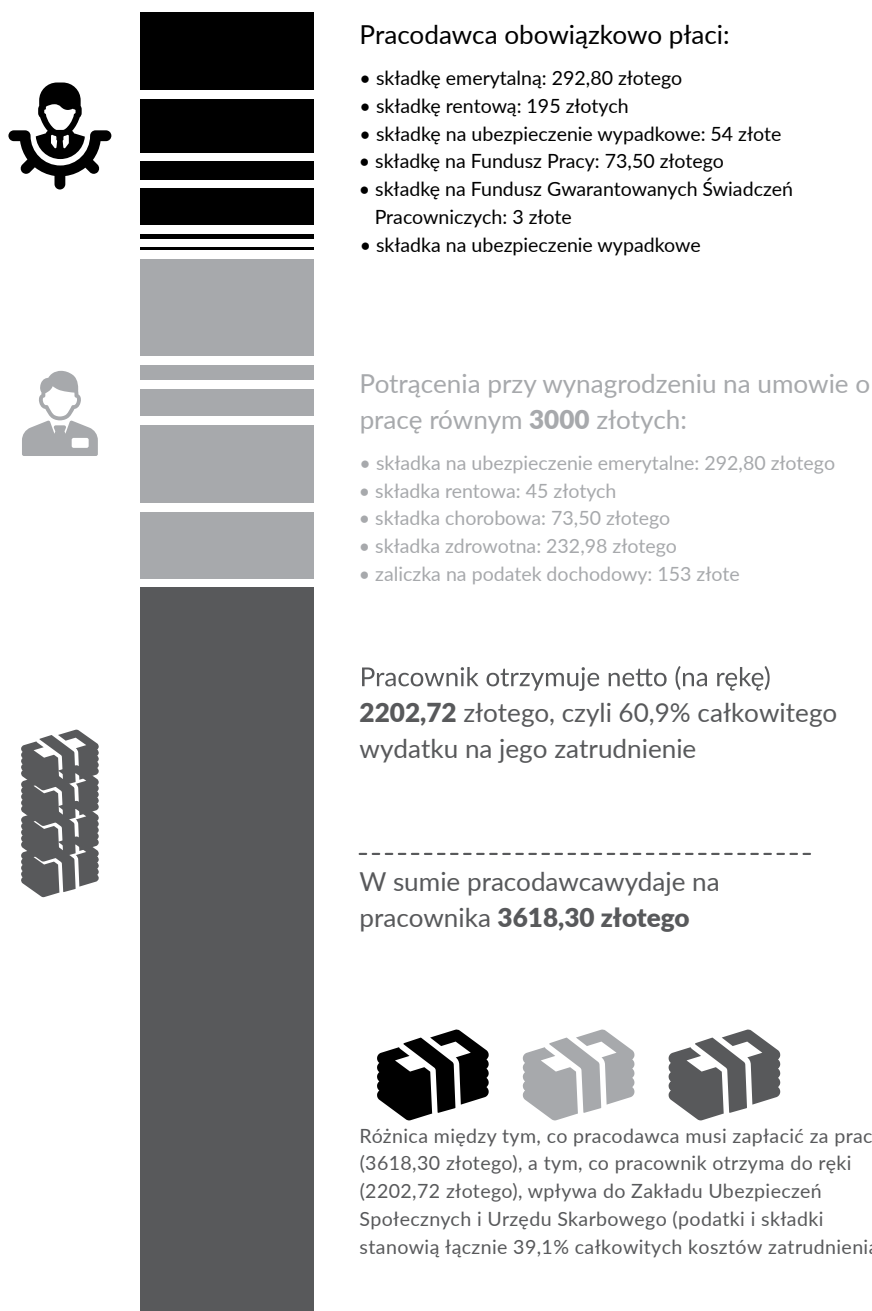 Pracodawca obowiązkowo płaci:
• składkę emerytalną: 292,80 złotego
• składkę rentową: 195 złotych
• składkę na ubezpieczenie wypadkowe: 54 złote
• składkę na Fundusz Pracy: 73,50 złotego
• składkę na Fundusz Gwarantowanych Świadczeń
Pracowniczych: 3 złote
• składka na ubezpieczenie wypadkowe
Potrącenia przy wynagrodzeniu na umowie o
pracę równym 3000 złotych:
• składka na ubezpieczenie emerytalne: 292,80 złotego
• składka rentowa: 45 złotych
• składka chorobowa: 73,50 złotego
• składka zdrowotna: 232,98 złotego
• zaliczka na podatek dochodowy: 153 złote
Pracownik otrzymuje netto (na rękę)
2202,72 złotego, czyli 60,9% całkowitego
wydatku na jego zatrudnienie
W sumie pracodawcawydaje na
pracownika 3618,30 złotego
Różnica między tym, co pracodawca musi zapłacić za prac
(3618,30 złotego), a tym, co pracownik otrzyma do ręki
(2202,72 złotego), wpływa do Zakładu Ubezpieczeń
Społecznych i Urzędu Skarbowego (podatki i składki
stanowią łącznie 39,1% całkowitych kosztów zatrudnienia